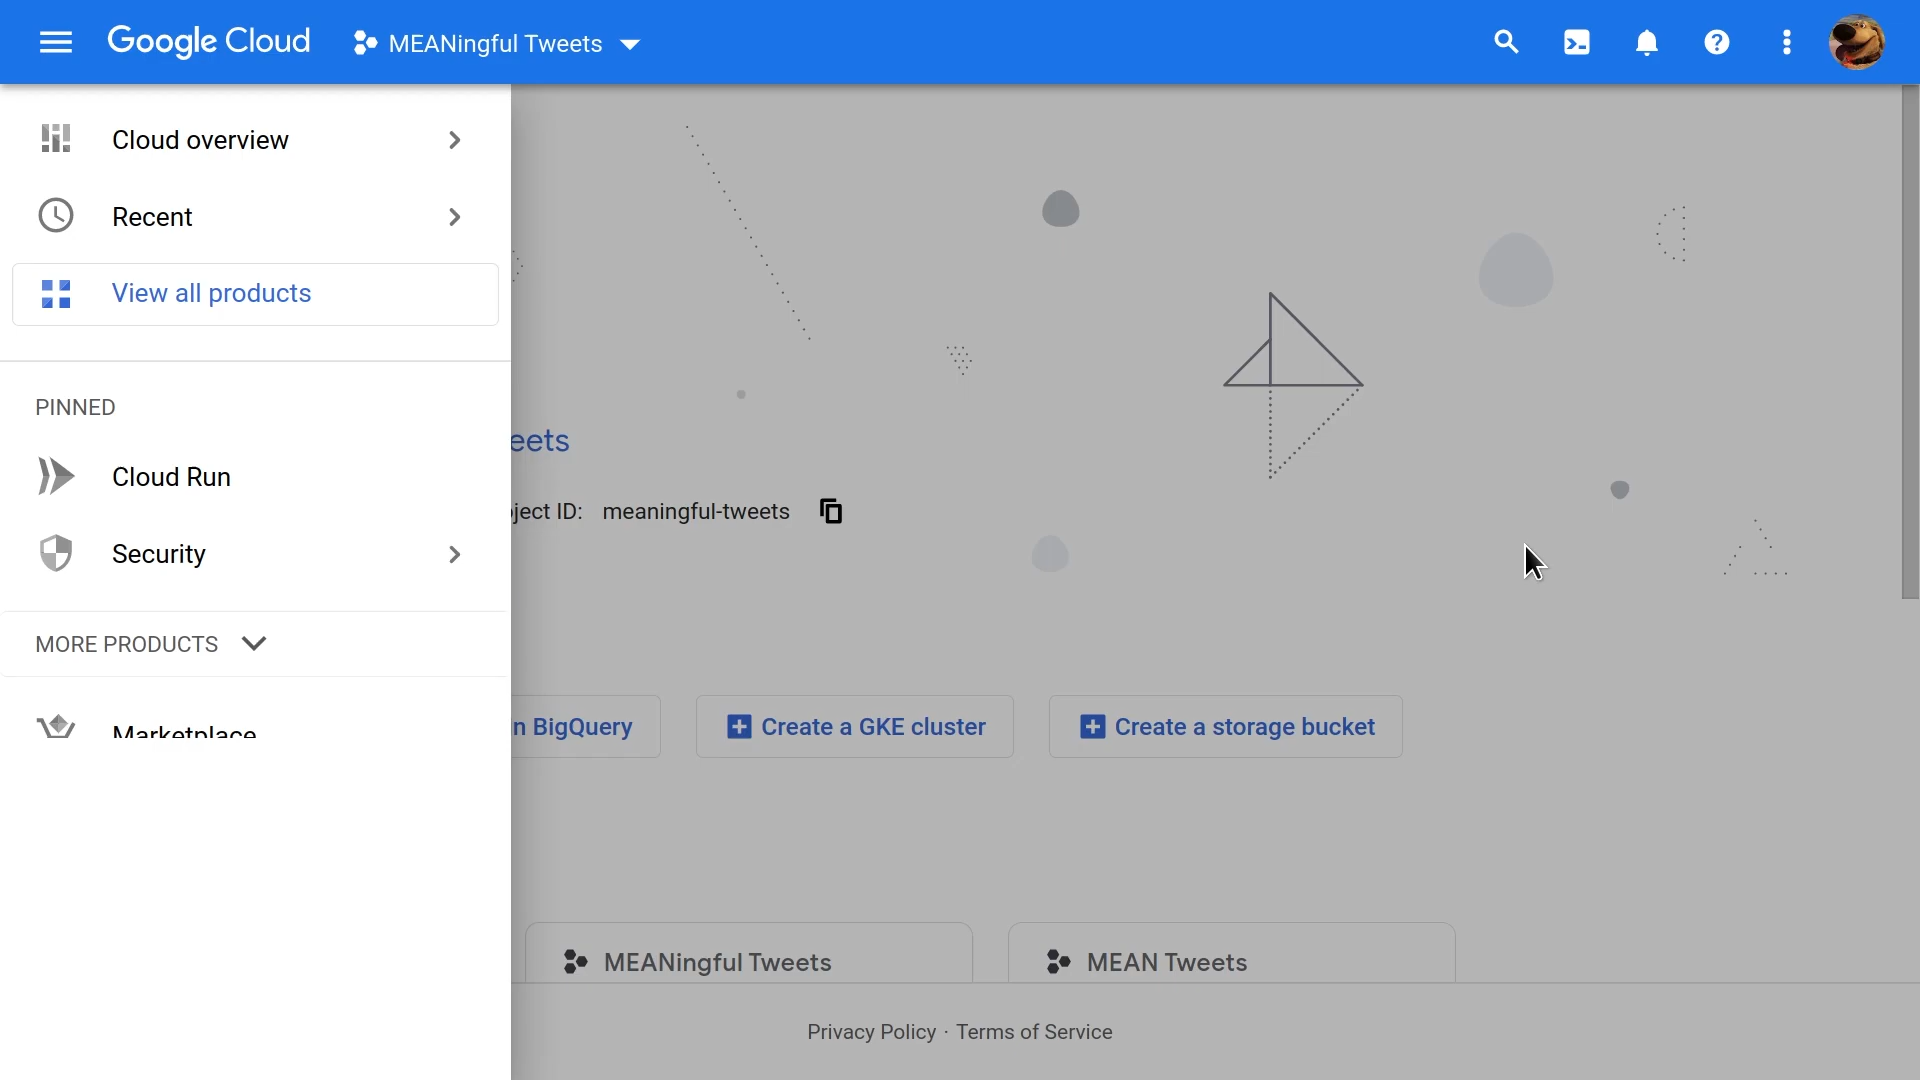 Google Cloud
MEANingful Tweets
Cloud overview
Recent
View all products
PINNED
Cloud Run
Security
MORE PRODUCTS
Marketplace
eets
ject ID: meaningful-tweets
n BigQuery
Create a GKE cluster
Create a storage bucket
MEANingful Tweets
MEAN Tweets
Privacy Policy · Terms of Service